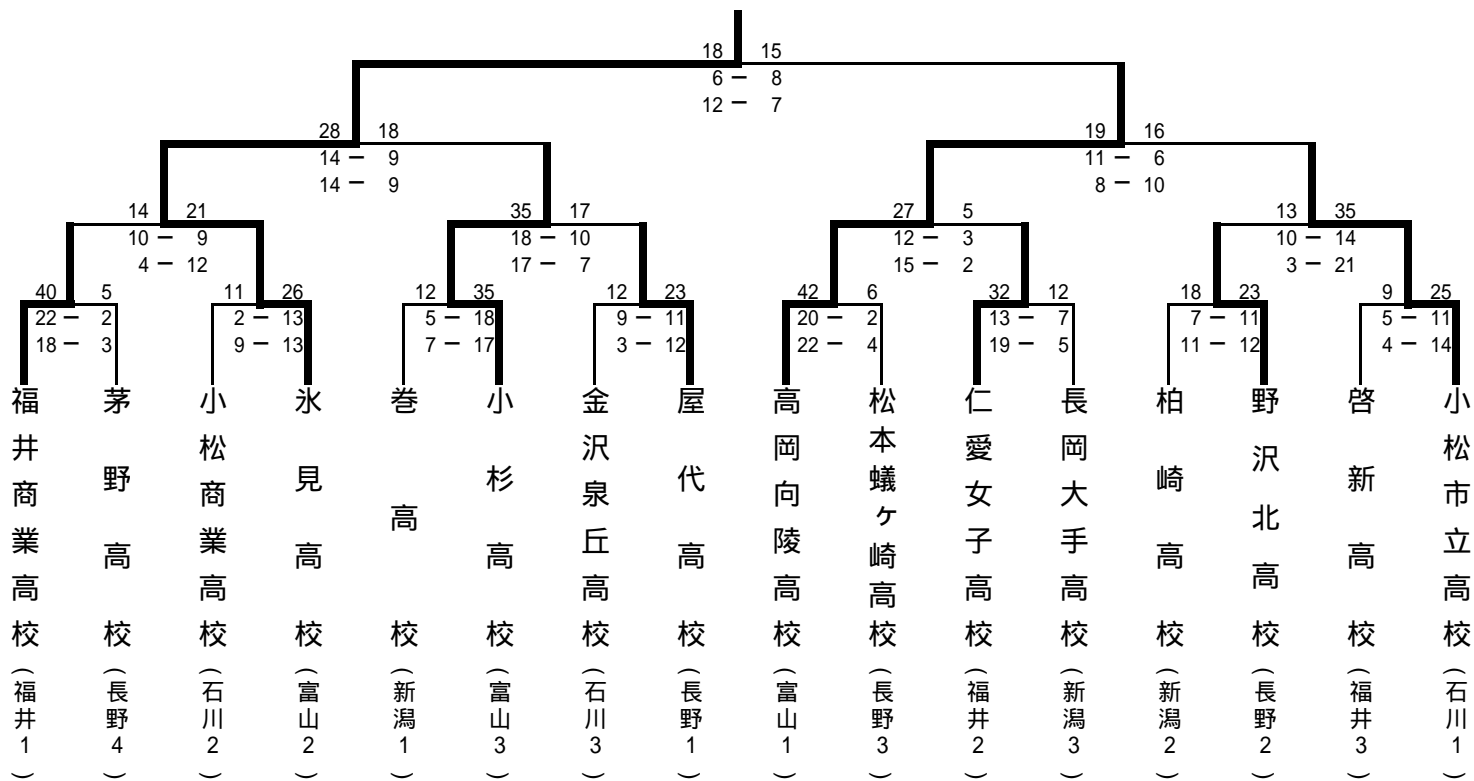 18 15
6 － 8
12 － 7
28 18
14 － 9
14 － 9
19 16
11 － 6
8 － 10
14 21
10 － 9
4 － 12
35 17
18 － 10
17 － 7
27 5
12 － 3
15 － 2
13 35
10 － 14
3 － 21
40 5
22 － 2
18 － 3
11 26
2 － 13
9 － 13
12 35
5 － 18
7 － 17
12 23
9 － 11
3 － 12
42 6
20 － 2
22 － 4
32 12
13 － 7
19 － 5
18 23
7 － 11
11 － 12
9 25
5 － 11
4 － 14
福井商業高校（福井1）
茅野高校（長野4）
小松商業高校（石川2）
氷見高校（富山2）
巻高校（新潟1）
小杉高校（富山3）
金沢泉丘高校（石川3）
屋代高校（長野1）
高岡向陵高校（富山1）
松本蟻ヶ崎高校（長野3）
仁愛女子高校（福井2）
長岡大手高校（新潟3）
柏崎高校（新潟2）
野沢北高校（長野2）
啓新高校（福井3）
小松市立高校（石川1）